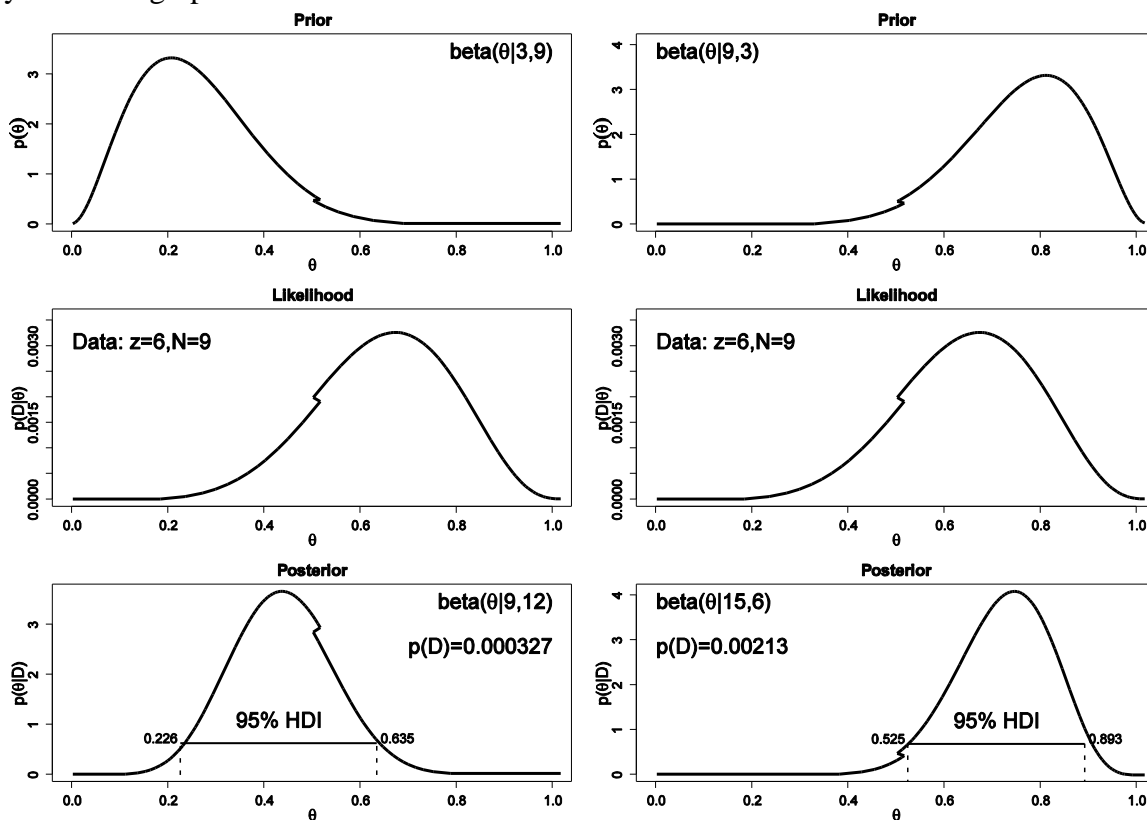 Prior
beta(θ|3,9)
p(θ)
0 1 2 3
0.0 0.2 0.4 0.6 0.8 1.0
θ
Prior
beta(θ|9,3)
p(θ)
0 1 2 3 4
0.0 0.2 0.4 0.6 0.8 1.0
θ
Likelihood
Data: z=6,N=9
p(D|θ)
0.0000 0.0015 0.0030
0.0 0.2 0.4 0.6 0.8 1.0
θ
Likelihood
Data: z=6,N=9
p(D|θ)
0.0000 0.0015 0.0030
0.0 0.2 0.4 0.6 0.8 1.0
θ
Posterior
beta(θ|9,12)
p(D)=0.000327
95% HDI
0.226 0.635
p(θ|D)
0 1 2 3
0.0 0.2 0.4 0.6 0.8 1.0
θ
Posterior
beta(θ|15,6)
p(D)=0.00213
95% HDI
0.525 0.893
p(θ|D)
0 1 2 3 4
0.0 0.2 0.4 0.6 0.8 1.0
θ